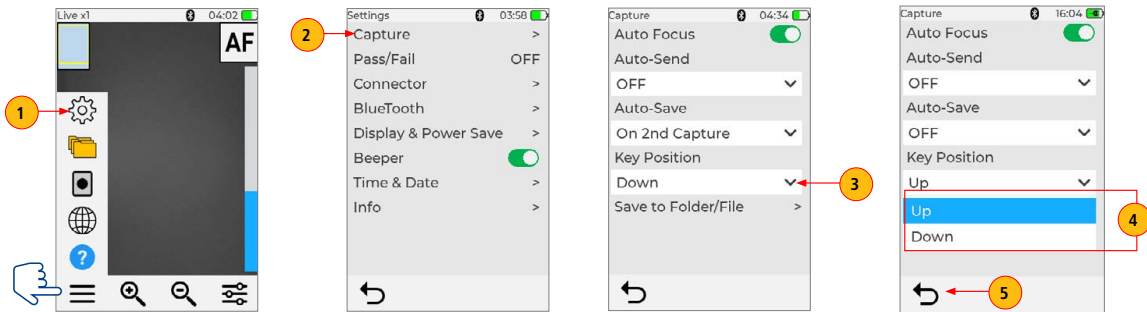 Live x1 04:02
AF
1
?
Settings 03:58
2
Capture >
Pass/Fail OFF
Connector >
BlueTooth >
Display & Power Save >
Beeper
Time & Date >
Info >
Capture 04:34
Auto Focus
Auto-Send
OFF
Auto-Save
On 2nd Capture
Key Position
Down
3
Save to Folder/File >
Capture 16:04
Auto Focus
Auto-Send
OFF
Auto-Save
OFF
Key Position
Up
Up
Down
4
5